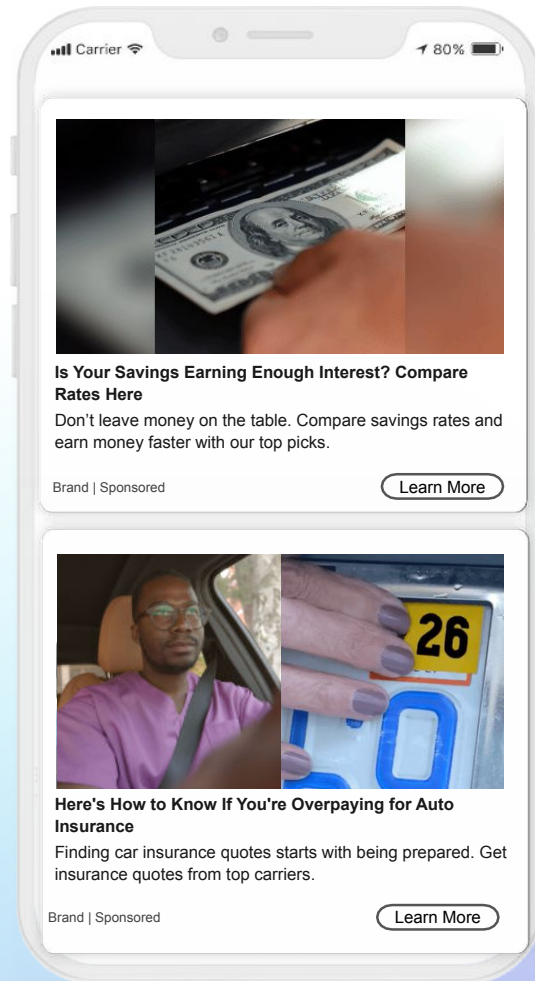 Carrier 80%
Is Your Savings Earning Enough Interest? Compare
Rates Here
Don’t leave money on the table. Compare savings rates and
earn money faster with our top picks.
Brand | Sponsored Learn More
26
O
Here's How to Know If You're Overpaying for Auto
Insurance
Finding car insurance quotes starts with being prepared. Get
insurance quotes from top carriers.
Brand | Sponsored Learn More